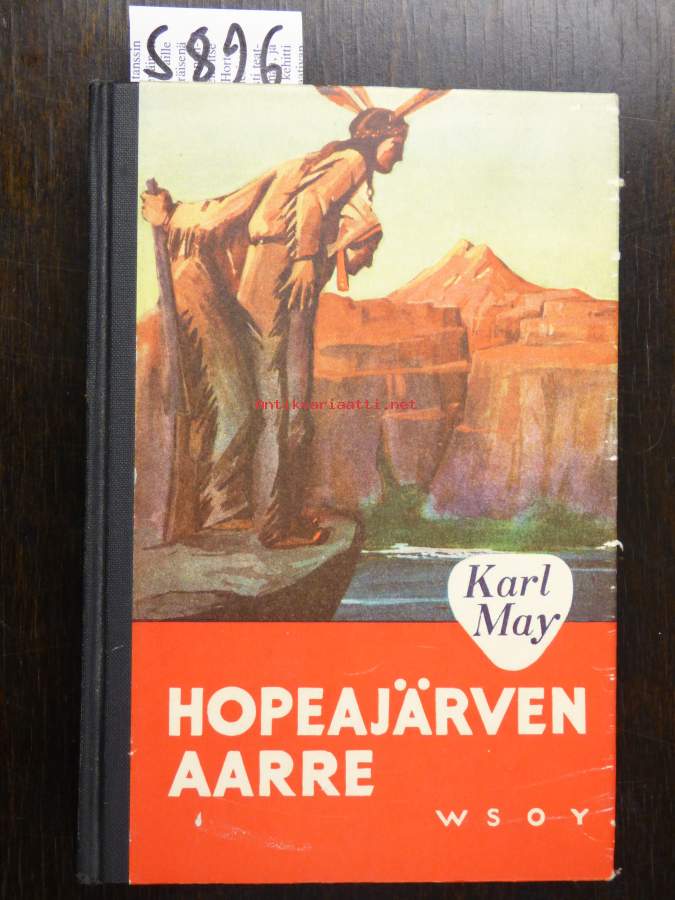 S896
Antikvariaatti.net
Karl
May
HOPEAJÄRVEN
AARRE
WSOY